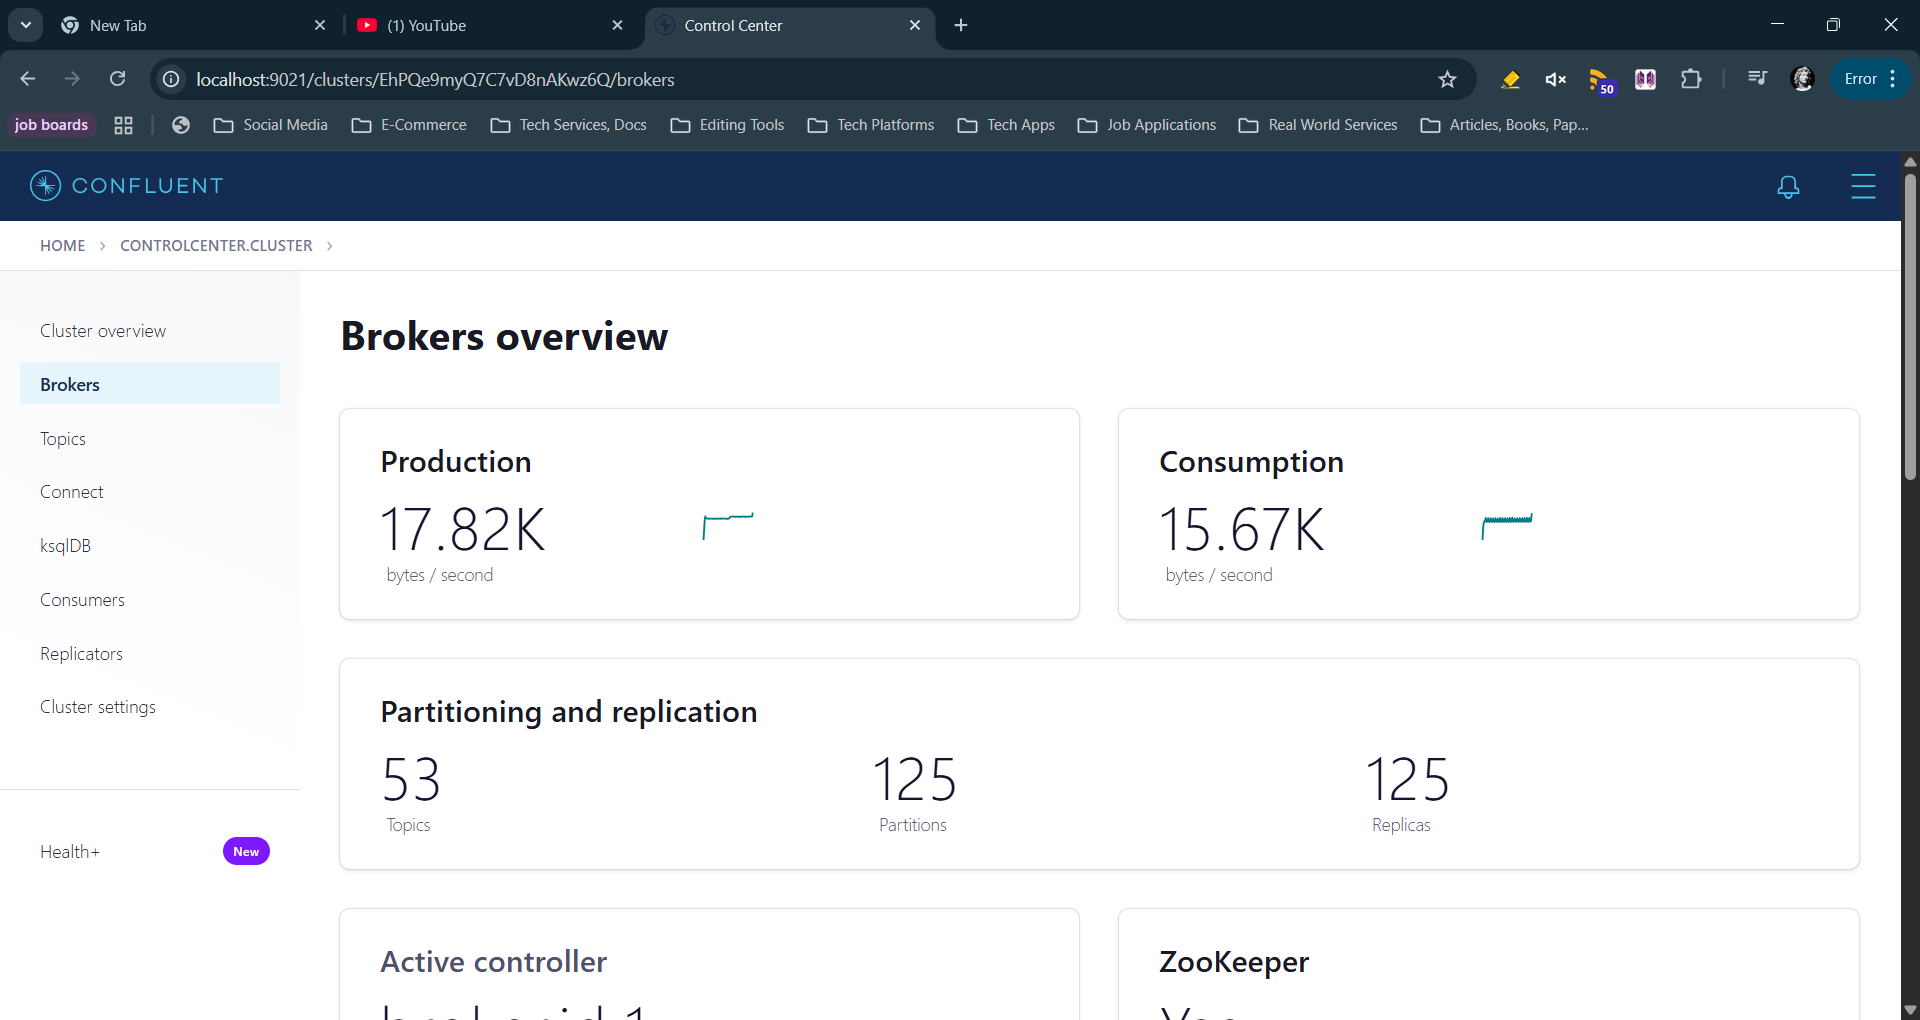 New Tab
(1) YouTube
Control Center
localhost:9021/clusters/EhPQe9myQ7C7vD8nAKwz6Q/brokers
50
Error
job boards
Social Media
E-Commerce
Tech Services, Docs
Editing Tools
Tech Platforms
Tech Apps
Job Applications
Real World Services
Articles, Books, Pap...
CONFLUENT
HOME
CONTROLCENTER.CLUSTER
Cluster overview
Brokers
Topics
Connect
ksqlDB
Consumers
Replicators
Cluster settings
Health+
New
Brokers overview
Production
17.82K
bytes / second
Consumption
15.67K
bytes / second
Partitioning and replication
53
Topics
125
Partitions
125
Replicas
Active controller
ZooKeeper